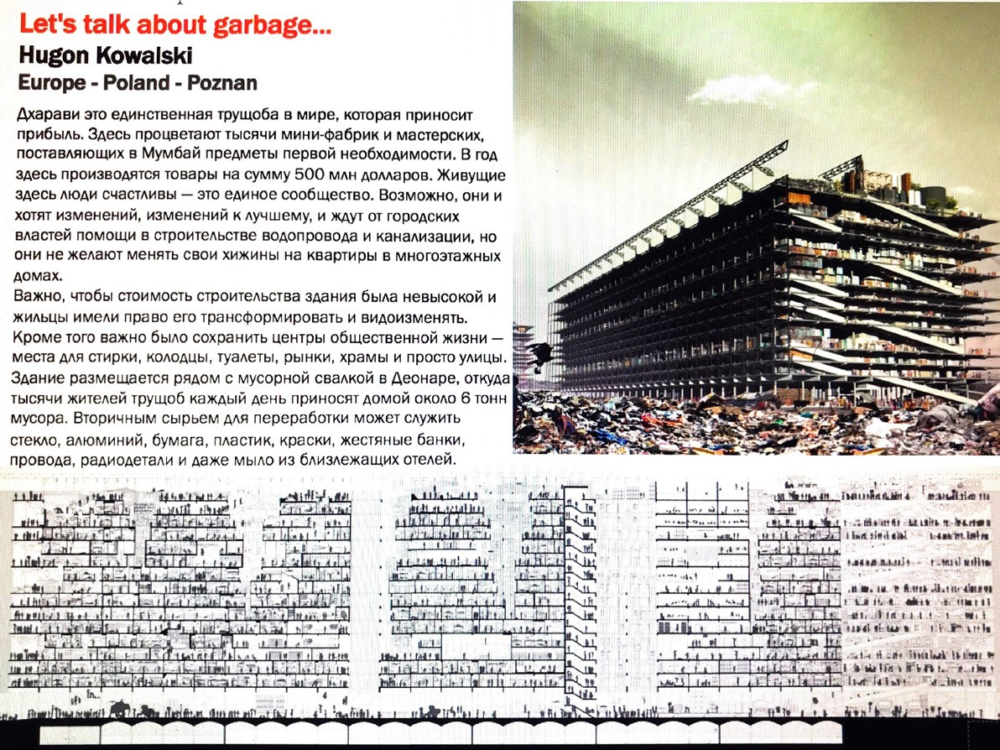 Let's talk about garbage...
Hugon Kowalski
Europe - Poland - Poznan
Дхарави это единственная трущоба в мире, которая приносит
прибыль. Здесь процветают тысячи мини-фабрик и мастерских,
поставляющих в Мумбай предметы первой необходимости. В год
здесь производятся товары на сумму 500 млн долларов. Живущие
здесь люди счастливы — это единое сообщество. Возможно, они и
хотят изменений, изменений к лучшему, и ждут от городских
властей помощи в строительстве водопровода и канализации, но
они не желают менять свои хижины на квартиры в многоэтажных
домах.
Важно, чтобы стоимость строительства здания была невысокой и
жильцы имели право его трансформировать и видоизменять.
Кроме того важно было сохранить центры общественной жизни —
места для стирки, колодцы, туалеты, рынки, храмы и просто улицы.
Здание размещается рядом с мусорной свалкой в Деонаре, откуда
тысячи жителей трущоб каждый день приносят домой около 6 тонн
мусора. Вторичным сырьем для переработки может служить
стекло, алюминий, бумага, пластик, краски, жестяные банки,
провода, радиодетали и даже мыло из близлежащих отелей.